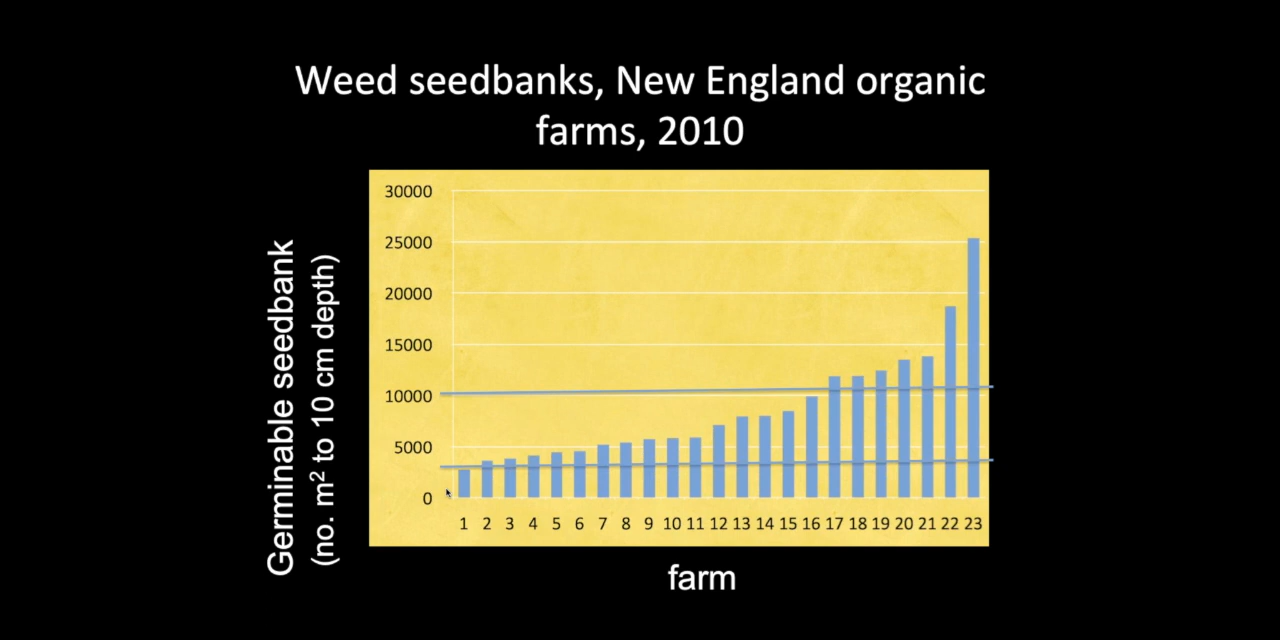 Weed seedbanks, New England organic
farms, 2010
Germinable seedbank
(no. m² to 10 cm depth)
30000
25000
20000
15000
10000
5000
0
1 2 3 4 5 6 7 8 9 10 11 12 13 14 15 16 17 18 19 20 21 22 23
farm